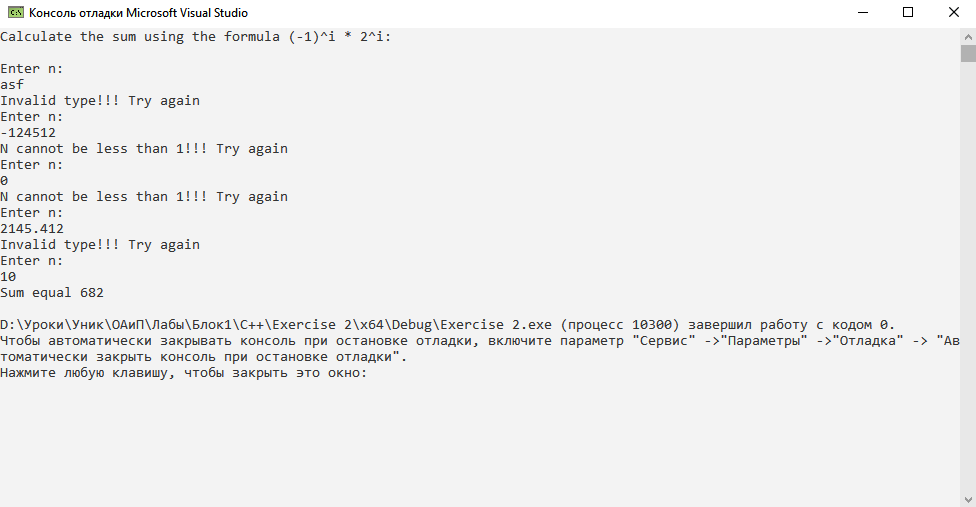 Консоль отладки Microsoft Visual Studio
Calculate the sum using the formula (-1)^i * 2^i:
Enter n:
asf
Invalid type!!! Try again
Enter n:
-124512
N cannot be less than 1!!! Try again
Enter n:
0
N cannot be less than 1!!! Try again
Enter n:
2145.412
Invalid type!!! Try again
Enter n:
10
Sum equal 682
D:\Уроки\Уник\ОАиП\Лабы\Блок1\C++\Exercise 2\x64\Debug\Exercise 2.exe (процесс 10300) завершил работу с кодом 0.
Чтобы автоматически закрывать консоль при остановке отладки, включите параметр "Сервис" ->"Параметры" ->"Отладка" -> "Ав
томатически закрыть консоль при остановке отладки".
Нажмите любую клавишу, чтобы закрыть это окно: